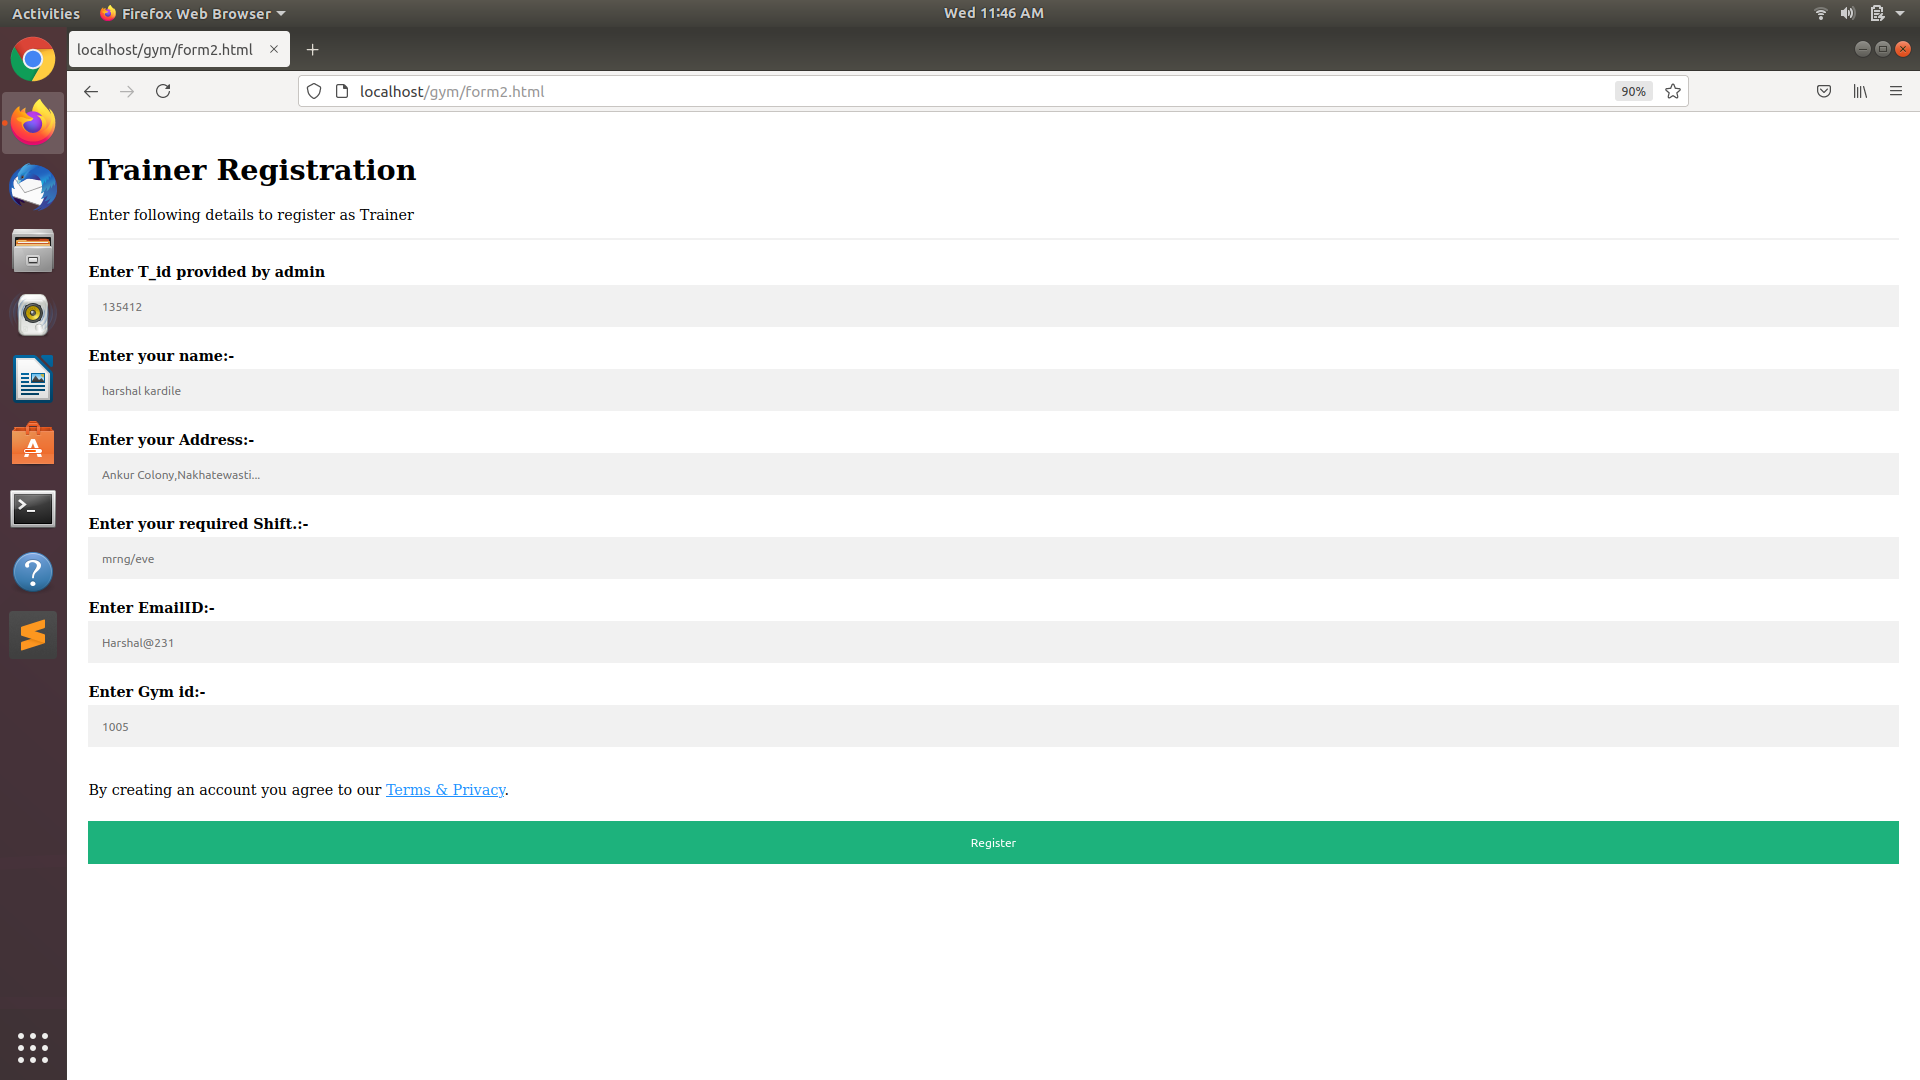 Activities
Firefox Web Browser
Wed 11:46 AM
localhost/gym/form2.html
localhost/gym/form2.html
90%
Trainer Registration
Enter following details to register as Trainer
Enter T_id provided by admin
135412
Enter your name:-
harshal kardile
Enter your Address:-
Ankur Colony,Nakhatewasti...
Enter your required Shift.:-
mrng/eve
Enter EmailID:-
Harshal@231
Enter Gym id:-
1005
By creating an account you agree to our Terms & Privacy.
Register